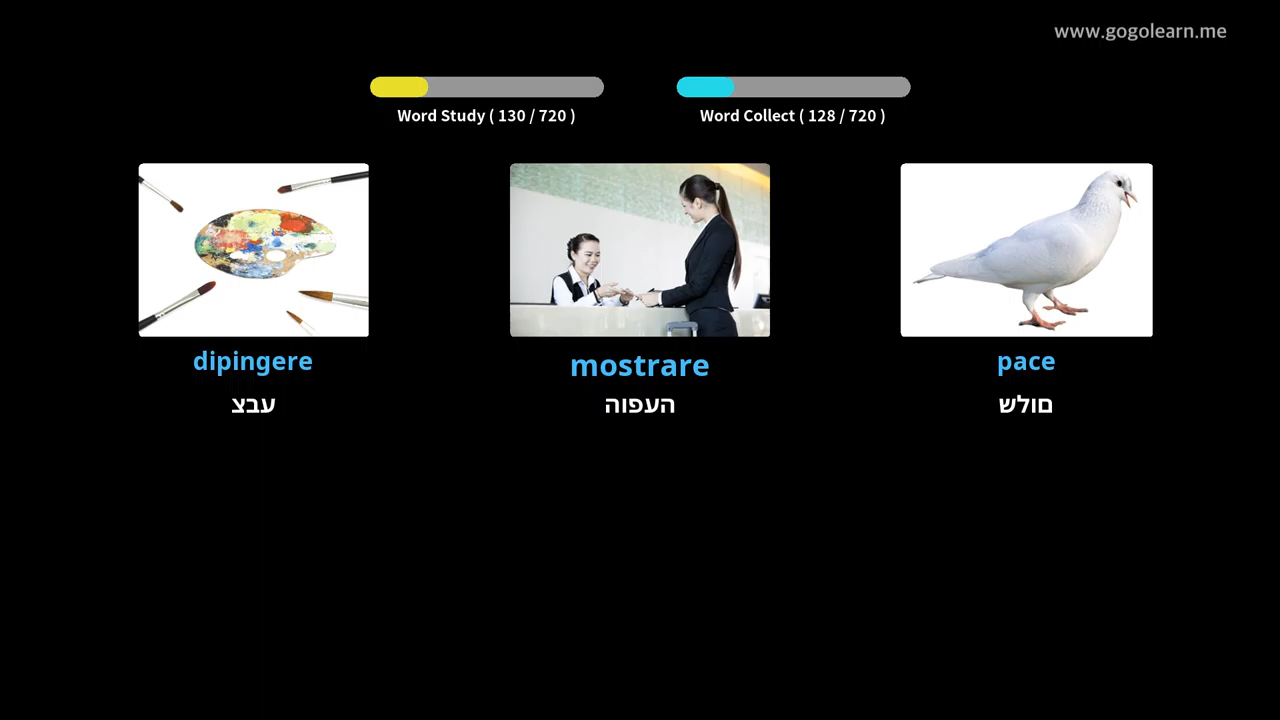 www.gogolearn.me
Word Study ( 130 / 720 )
Word Collect ( 128 / 720 )
dipingere
mostrare
pace
צבע
הופעה
שלום